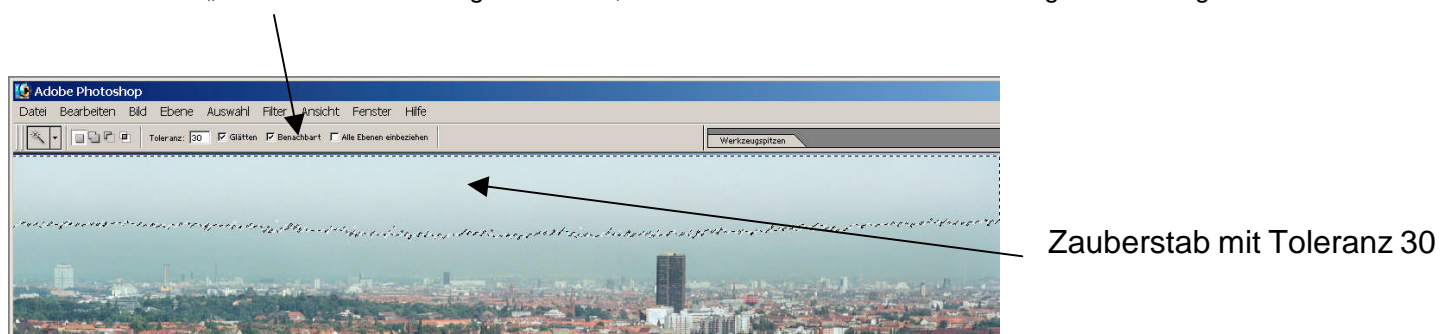 Adobe Photoshop
Datei Bearbeiten Bild Ebene Auswahl Filter Ansicht Fenster Hilfe
Toleranz: 30 Glätten Benachbart Alle Ebenen einbeziehen
Werkzeugspitzen
Zauberstab mit Toleranz 30